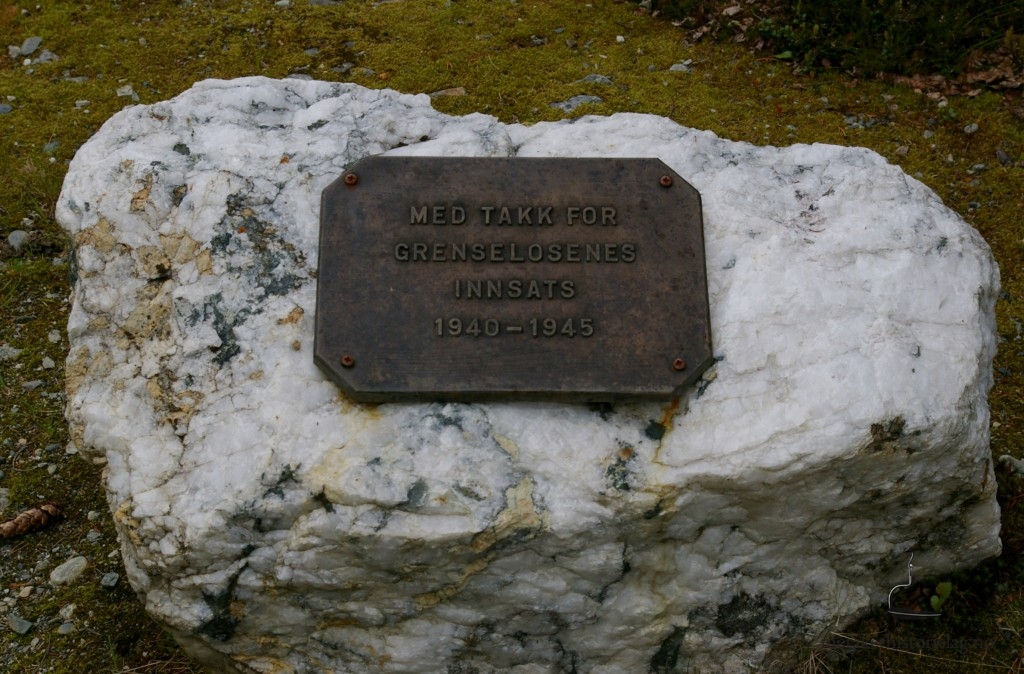 MED TAKK FOR
GRENSELOSENES
INNSATS
1940-1945